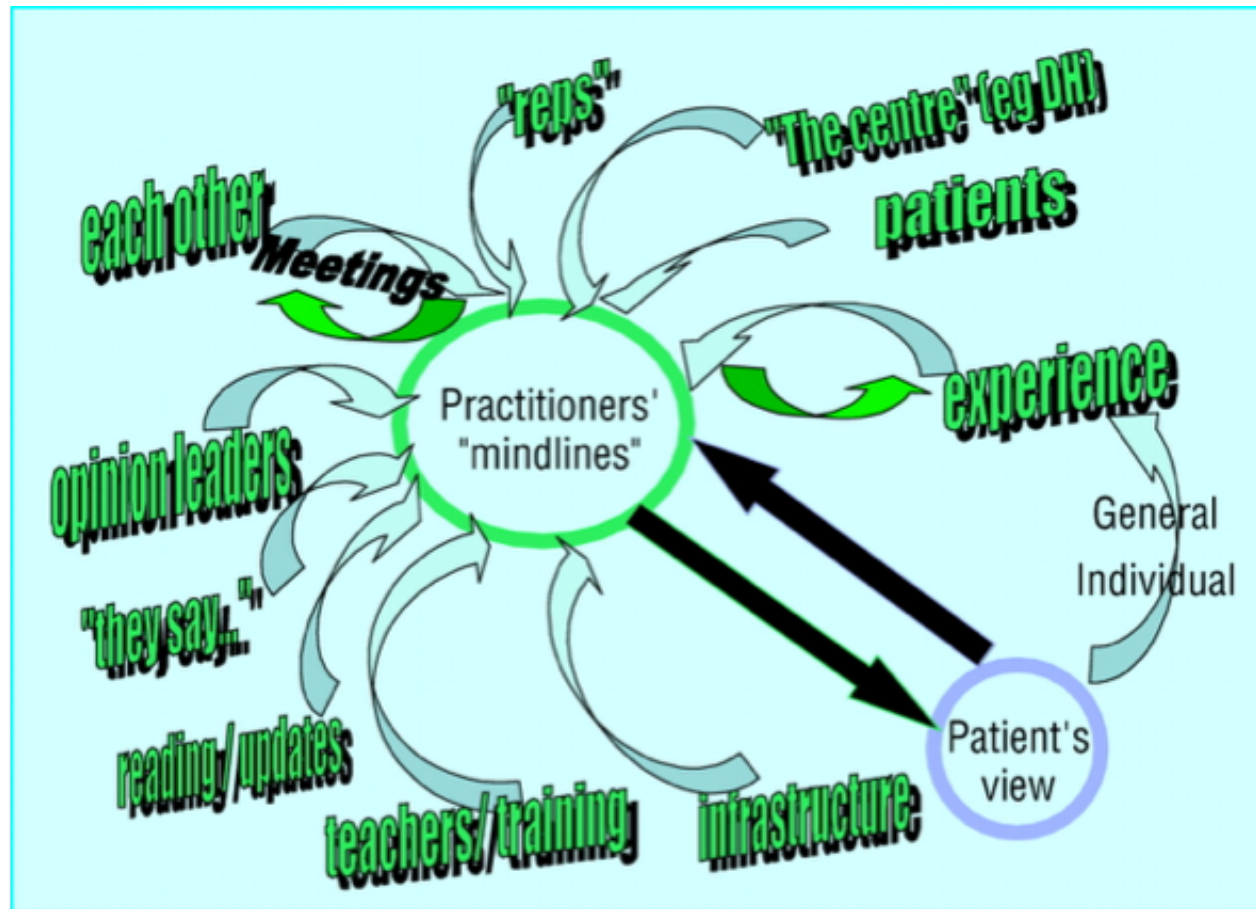 "reps"
"The centre" (eg DH)
patients
each other
Meetings
experience
Practitioners'
"mindlines"
opinion leaders
General
Individual
"they say..."
reading / updates
Patient's
view
teachers/ training
infrastructure